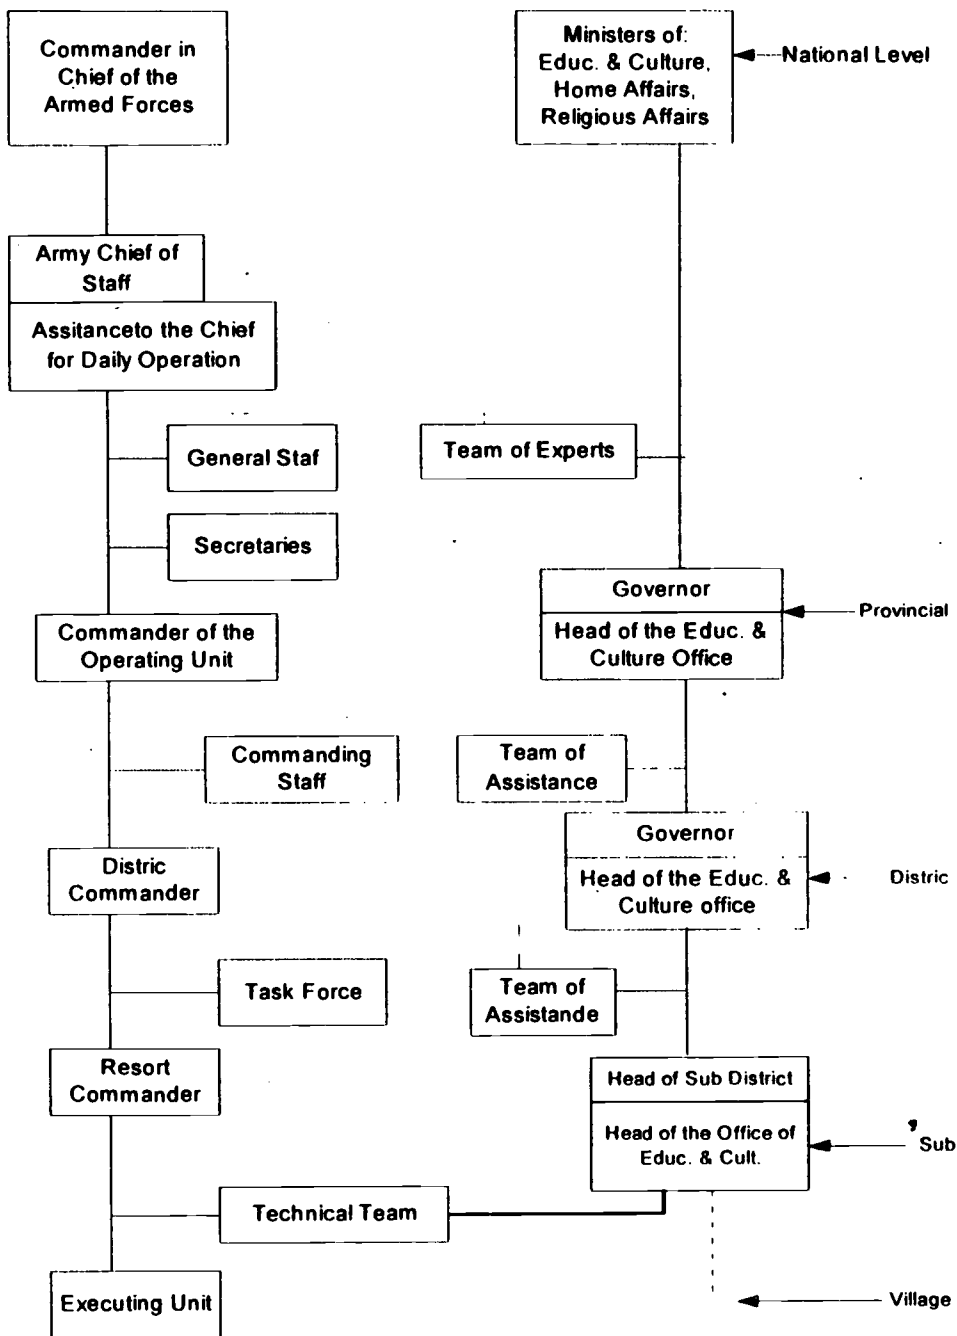 Commander in
Chief of the
Armed Forces
Ministers of:
Educ. & Culture,
Home Affairs,
Religious Affairs
National Level
Army Chief of
Staff
Assitanceto the Chief
for Daily Operation
General Staf
Team of Experts
Secretaries
Governor
Head of the Educ. &
Culture Office
Provincial
Commander of the
Operating Unit
Commanding
Staff
Team of
Assistance
Governor
Head of the Educ. &
Culture office
Distric
Distric
Commander
Task Force
Team of
Assistande
Resort
Commander
Head of Sub District
Head of the Office of
Educ. & Cult.
Sub
Technical Team
Executing Unit
Village